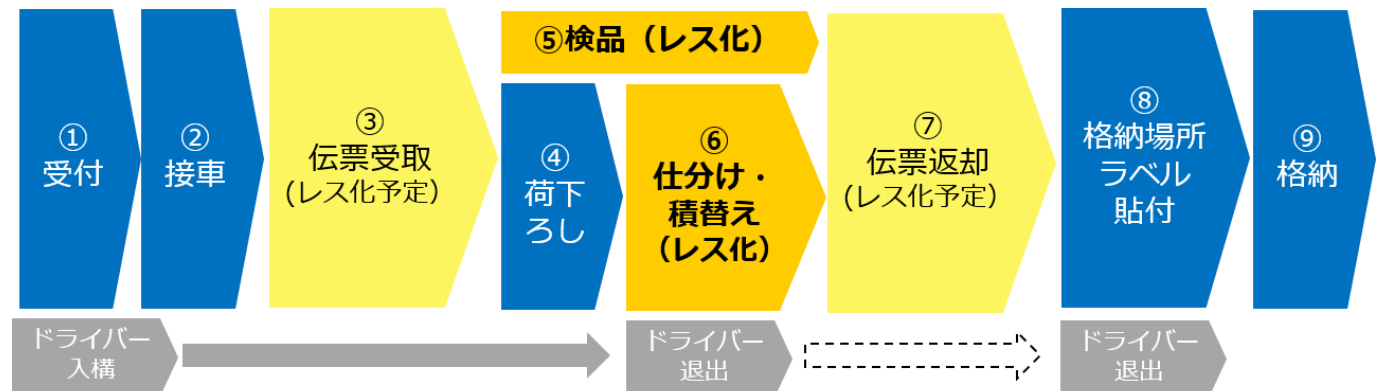 ①
受付
②
接車
③
伝票受取
(レス化予定)
⑤検品（レス化）
④
荷下
ろし
⑥
仕分け・
積替え
（レス化）
⑦
伝票返却
(レス化予定)
⑧
格納場所
ラベル
貼付
⑨
格納
ドライバー
入構
ドライバー
退出
ドライバー
退出